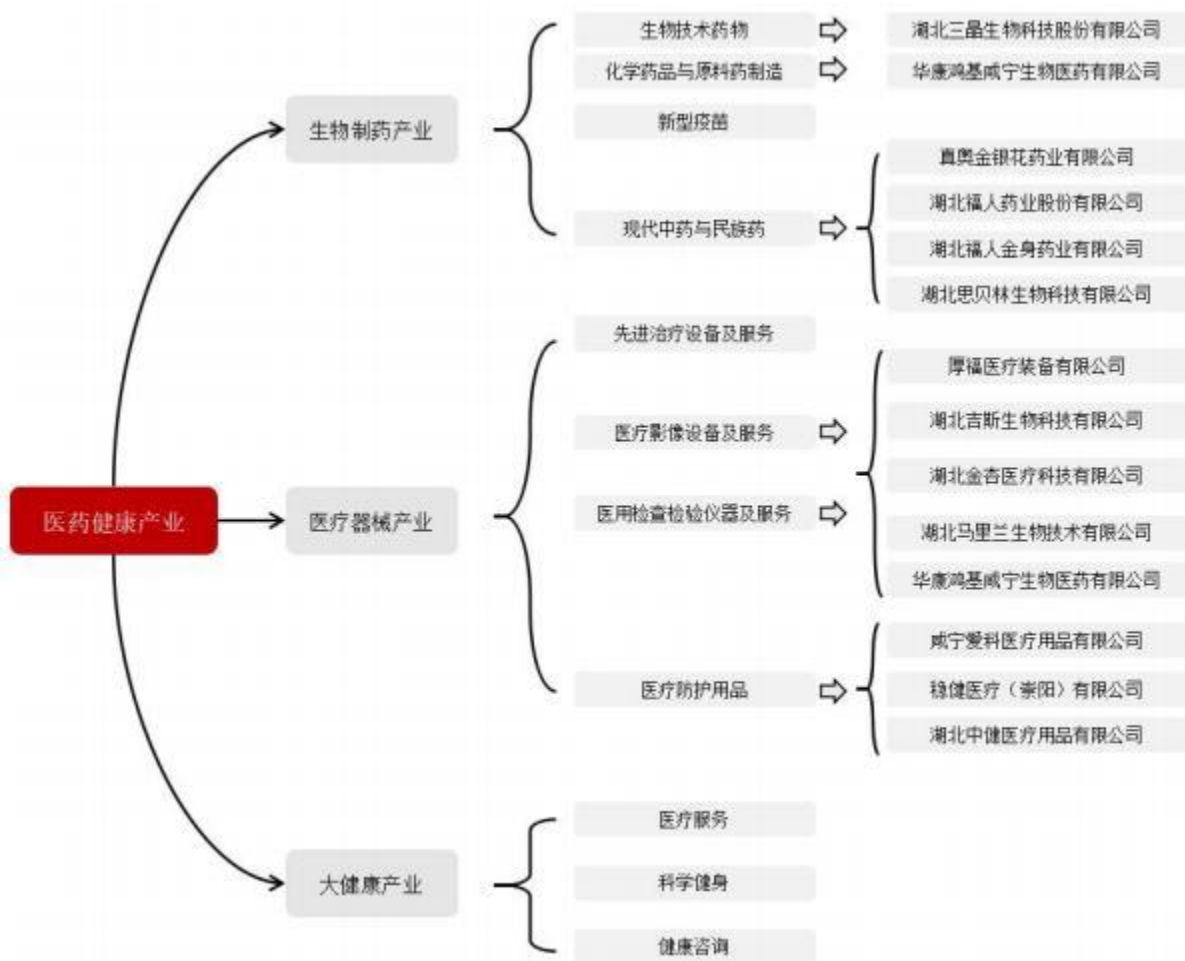 医药健康产业
生物制药产业
生物技术药物
湖北三晶生物科技股份有限公司
化学药品与原料药制造
华康鸿基咸宁生物医药有限公司
新型疫苗
现代中药与民族药
真奥金银花药业有限公司
湖北福人药业股份有限公司
湖北福人金身药业有限公司
湖北思贝林生物科技有限公司
医疗器械产业
先进治疗设备及服务
医疗影像设备及服务
医用检查检验仪器及服务
厚福医疗装备有限公司
湖北吉斯生物科技有限公司
湖北金杏医疗科技有限公司
湖北马里兰生物技术有限公司
华康鸿基咸宁生物医药有限公司
医疗防护用品
咸宁爱科医疗用品有限公司
稳健医疗（崇阳）有限公司
湖北中健医疗用品有限公司
大健康产业
医疗服务
科学健身
健康咨询